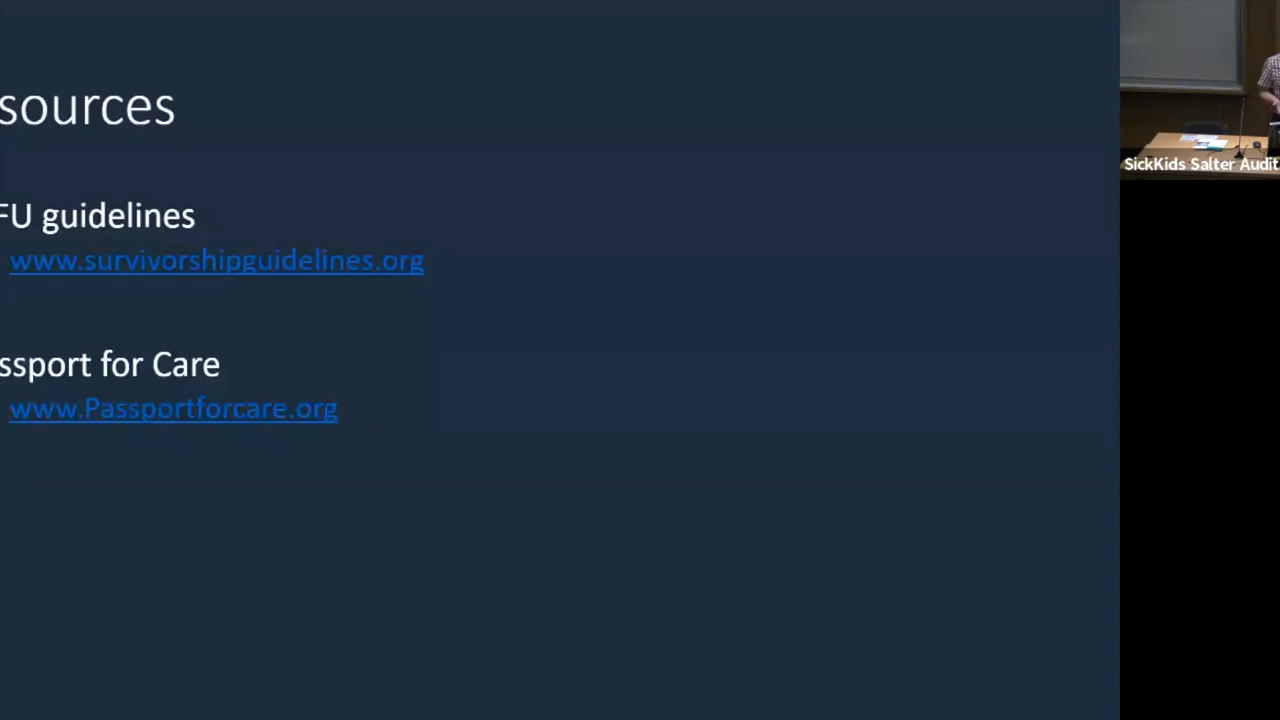 sources
FU guidelines
www.survivorshipguidelines.org
ssport for Care
www.Passportforcare.org
SickKids Salter Audit